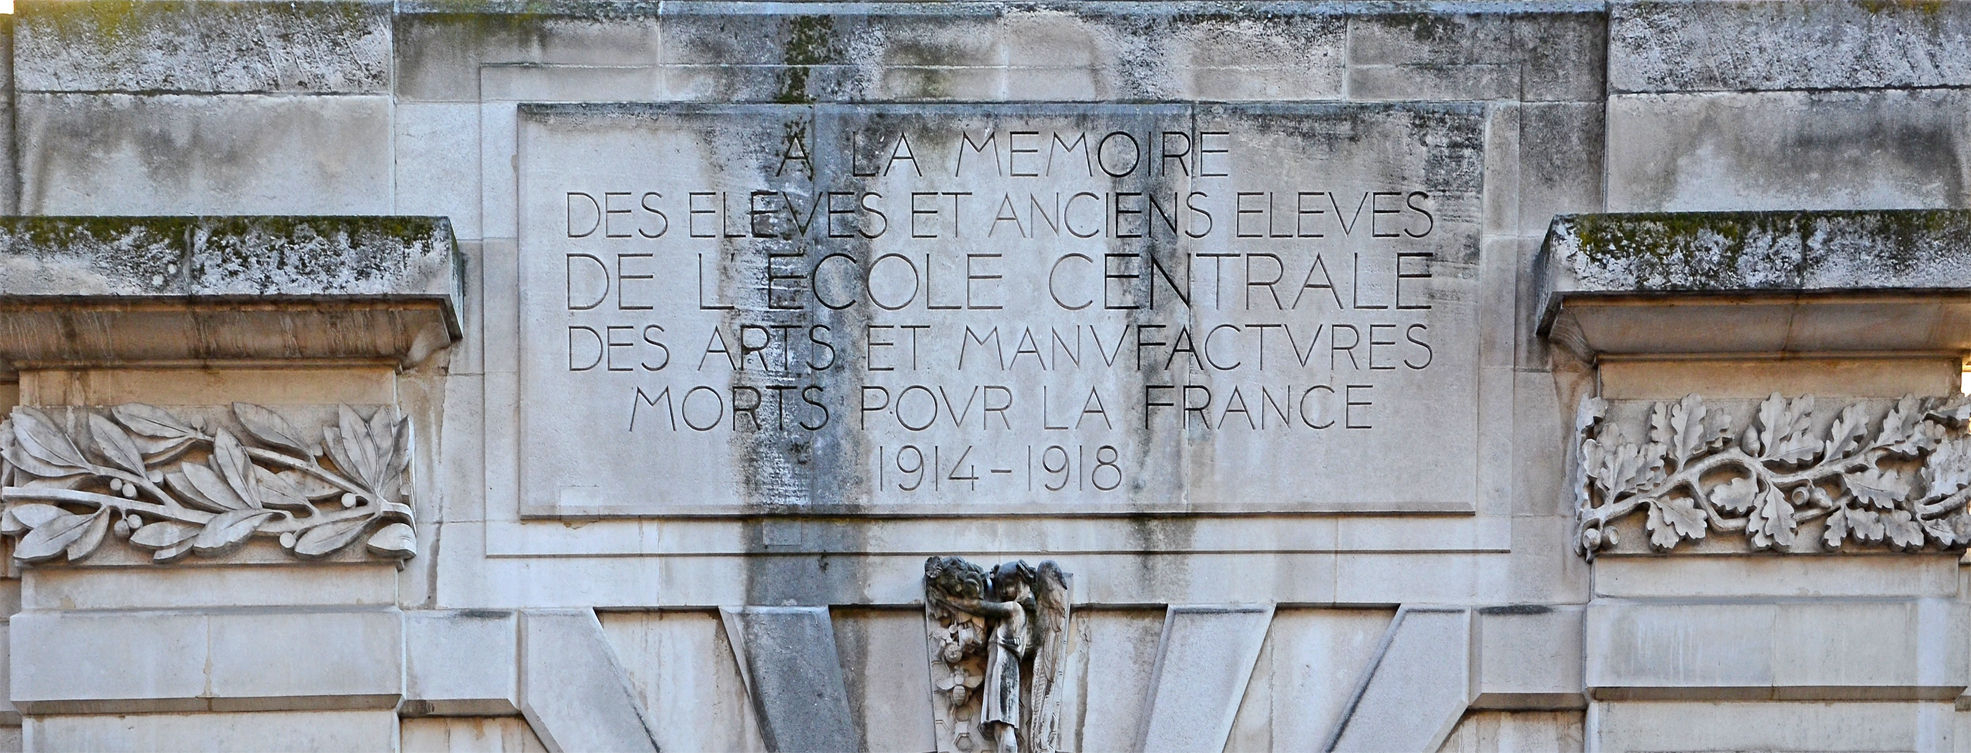 A LA MEMOIRE
DES ELEVES ET ANCIENS ELEVES
DE L'ECOLE CENTRALE
DES ARTS ET MANVFACTVRES
MORTS POVR LA FRANCE
1914-1918